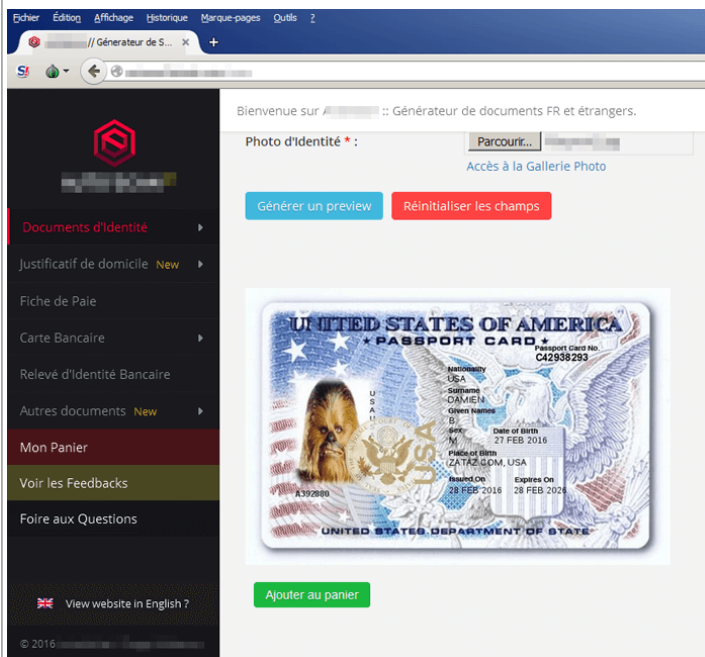 Fichier Édition Affichage Historique Marque-pages Outils ?
// Génerateur de S... × +
S!
Bienvenue sur A :: Générateur de documents FR et étrangers.
Photo d'Identité * :
Parcourir...
Accès à la Gallerie Photo
Générer un preview
Réinitialiser les champs
Documents d'Identité
Justificatif de domicile New
Fiche de Paie
Carte Bancaire
Relevé d'Identité Bancaire
Autres documents New
Mon Panier
Voir les Feedbacks
Foire aux Questions
View website in English ?
© 2016
UNITED STATES OF AMERICA
PASSPORT CARD
Passport Card No.
C42938293
Nationality
USA
Surname
DAMIEN
Given Names
B
Sex Date of Birth
M 27 FEB 2016
Place of Birth
ZATAZ.COM, USA
Issued On Expires On
28 FEB 2016 28 FEB 2026
USA
USA
A392880
UNITED STATES DEPARTMENT OF STATE
Ajouter au panier